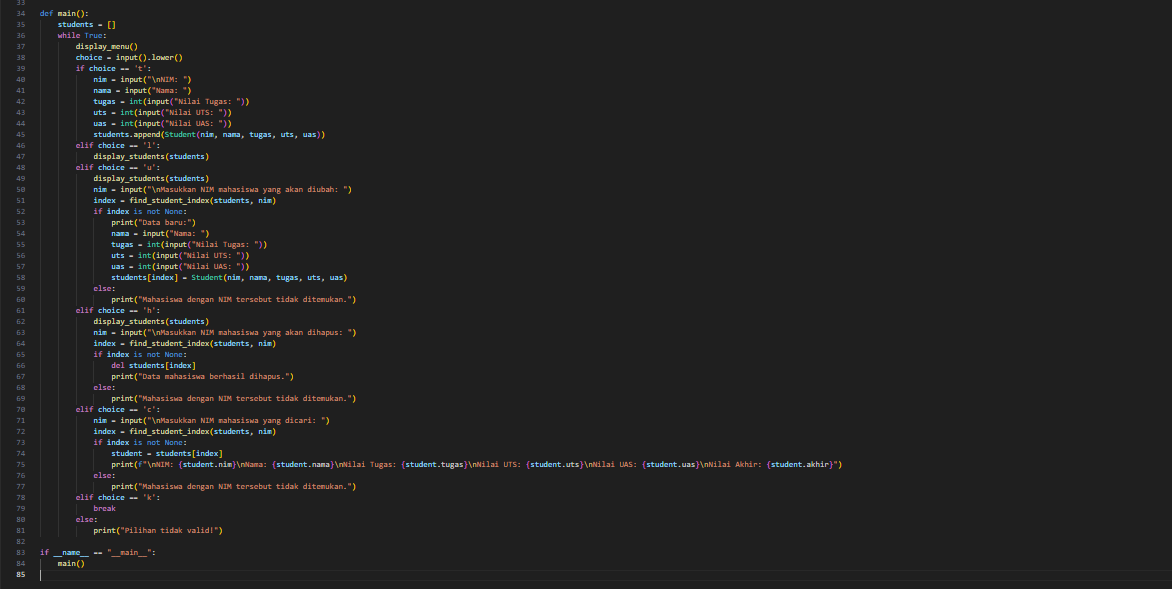 33
34 def main():
35     students = []
36     while True:
37         display_menu()
38         choice = input().lower()
39         if choice == 't':
40             nim = input("\nNIM: ")
41             nama = input("Nama: ")
42             tugas = int(input("Nilai Tugas: "))
43             uts = int(input("Nilai UTS: "))
44             uas = int(input("Nilai UAS: "))
45             students.append(Student(nim, nama, tugas, uts, uas))
46         elif choice == 'l':
47             display_students(students)
48         elif choice == 'u':
49             display_students(students)
50             nim = input("\nMasukkan NIM mahasiswa yang akan diubah: ")
51             index = find_student_index(students, nim)
52             if index is not None:
53                 print("Data baru:")
54                 nama = input("Nama: ")
55                 tugas = int(input("Nilai Tugas: "))
56                 uts = int(input("Nilai UTS: "))
57                 uas = int(input("Nilai UAS: "))
58                 students[index] = Student(nim, nama, tugas, uts, uas)
59             else:
60                 print("Mahasiswa dengan NIM tersebut tidak ditemukan.")
61         elif choice == 'h':
62             display_students(students)
63             nim = input("\nMasukkan NIM mahasiswa yang akan dihapus: ")
64             index = find_student_index(students, nim)
65             if index is not None:
66                 del students[index]
67                 print("Data mahasiswa berhasil dihapus.")
68             else:
69                 print("Mahasiswa dengan NIM tersebut tidak ditemukan.")
70         elif choice == 'c':
71             nim = input("\nMasukkan NIM mahasiswa yang dicari: ")
72             index = find_student_index(students, nim)
73             if index is not None:
74                 student = students[index]
75                 print(f"\nNIM: {student.nim}\nNama: {student.nama}\nNilai Tugas: {student.tugas}\nNilai UTS: {student.uts}\nNilai UAS: {student.uas}\nNilai Akhir: {student.akhir}")
76             else:
77                 print("Mahasiswa dengan NIM tersebut tidak ditemukan.")
78         elif choice == 'k':
79             break
80         else:
81             print("Pilihan tidak valid!")
82
83 if __name__ == "__main__":
84     main()
85